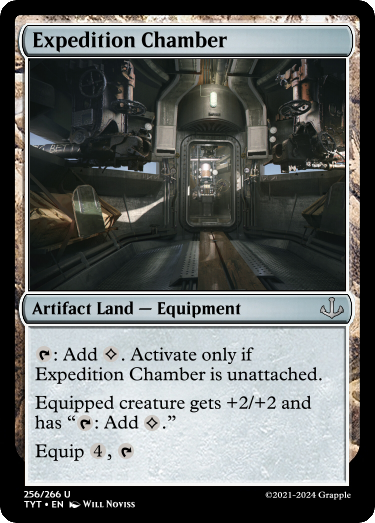 Expedition Chamber
Artifact Land — Equipment
: Add . Activate only if
Expedition Chamber is unattached.
Equipped creature gets +2/+2 and
has “: Add .”
Equip 4 ,
256/266 U
TYT • EN Will Noviss
©2021-2024 Grapple